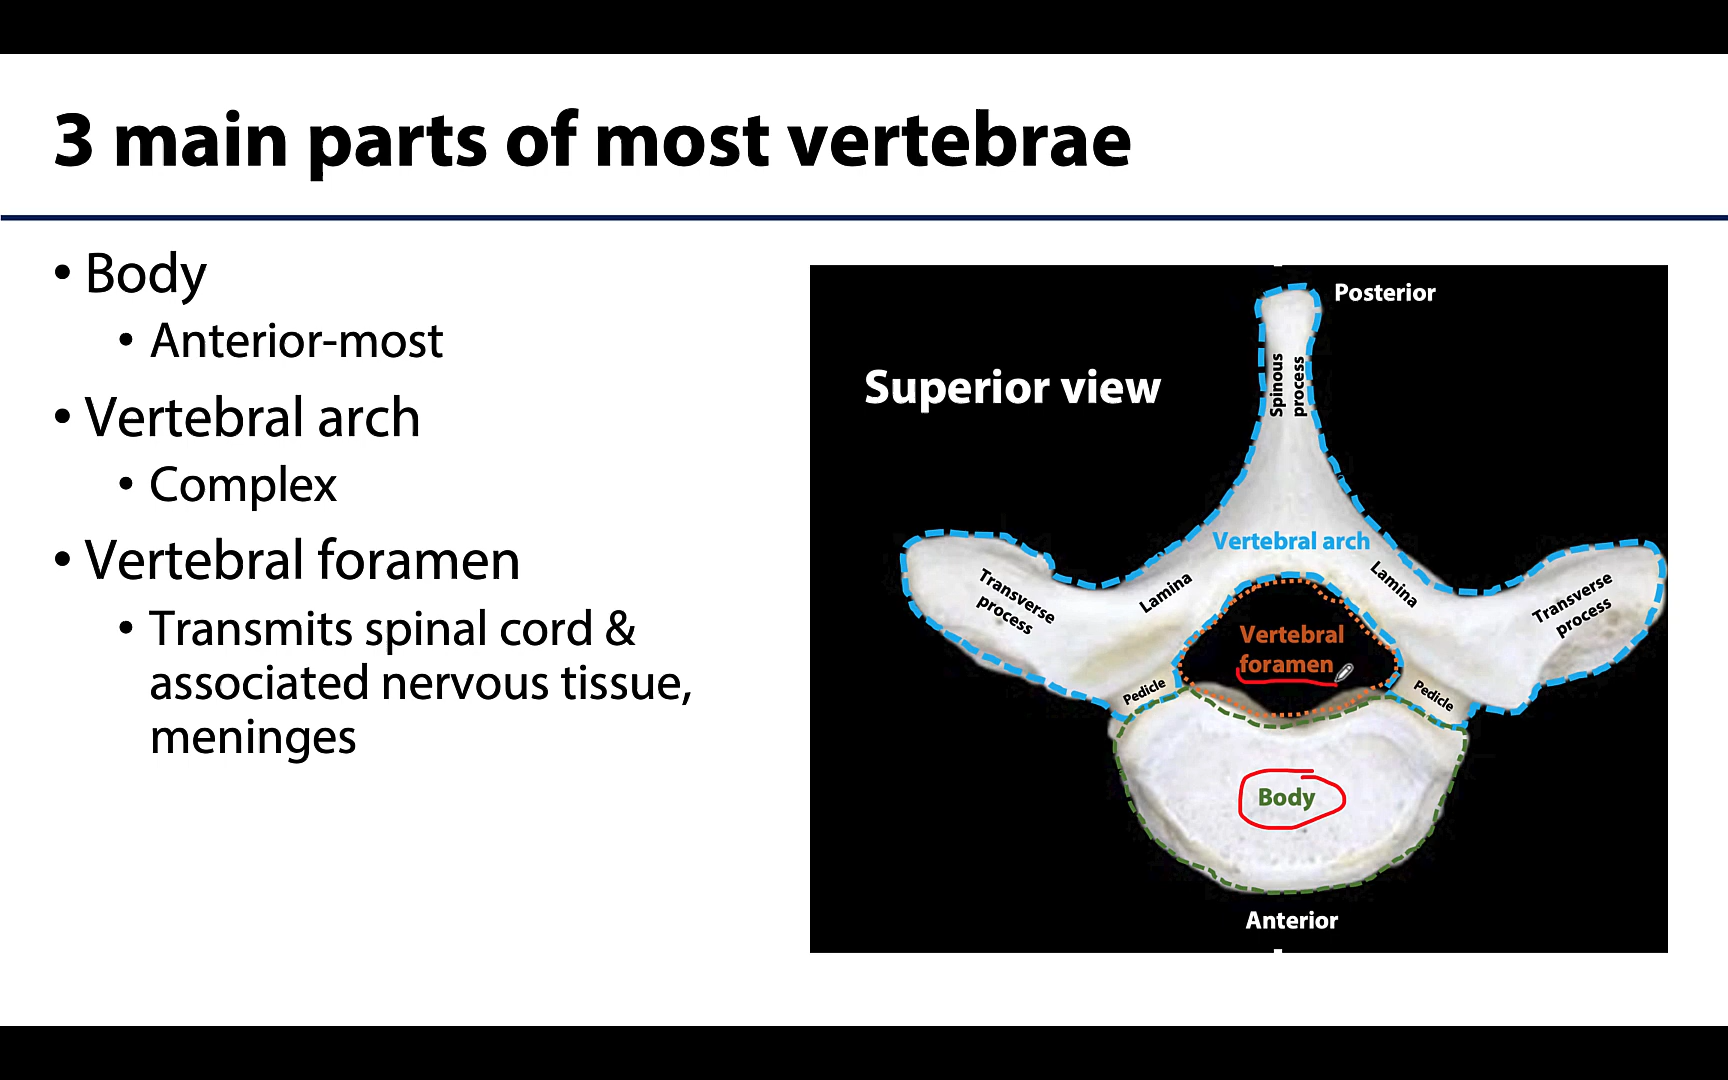 3 main parts of most vertebrae
• Body
• Anterior-most
• Vertebral arch
• Complex
• Vertebral foramen
• Transmits spinal cord &
associated nervous tissue,
meninges
Posterior
Superior view
Spinous
process
Vertebral arch
Transverse
process
Lamina
Lamina
Transverse
process
Vertebral
foramen
Pedicle
Pedicle
Body
Anterior